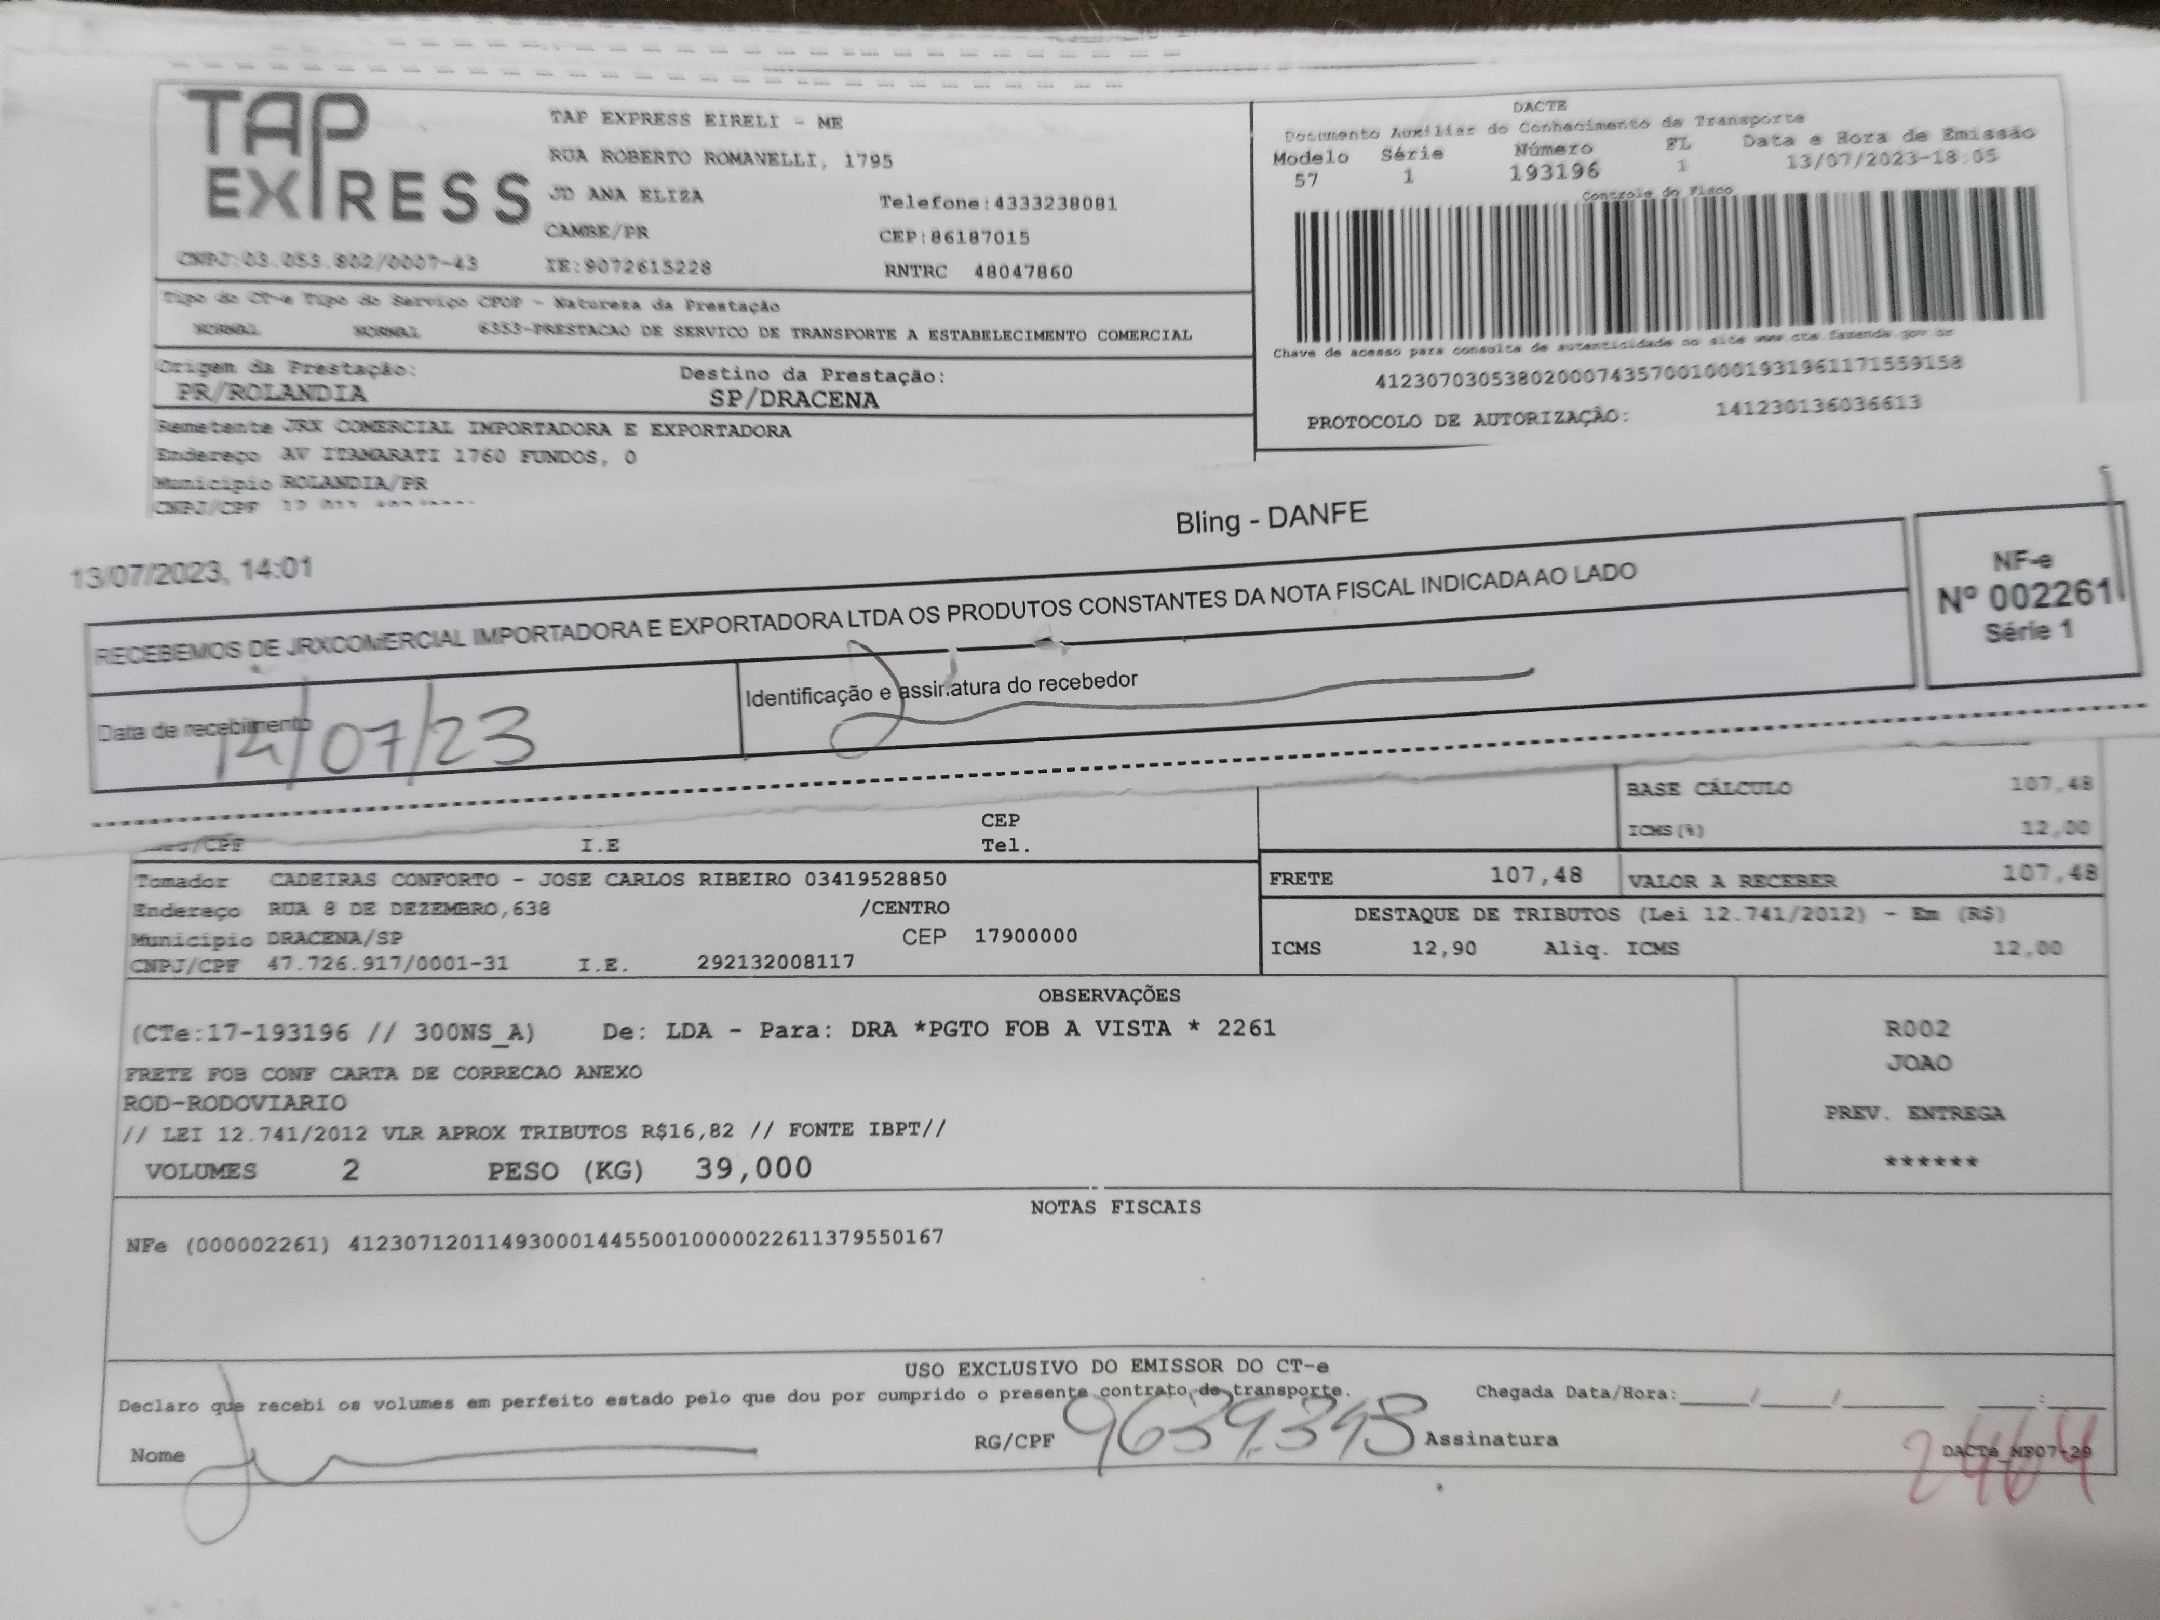 TAP
EXPRESS
TAP EXPRESS EIRELI - ME
RUA ROBERTO ROMANELLI, 1795
JD ANA ELIZA Telefone:4333238081
CAMBE/PR CEP:86187015
CNPJ:03.053.802/0007-43 IE:9072615228 RNTRC 48047860
DACTE
Documento Auxiliar do Conhecimento de Transporte
Modelo Série Número FL Data e Hora de Emissão
57 1 193196 1 13/07/2023-18:05
Controle do Fisco
Tipo do CT-e Tipo do Serviço CFOP - Natureza da Prestação
NORMAL NORMAL 6353-PRESTACAO DE SERVICO DE TRANSPORTE A ESTABELECIMENTO COMERCIAL
Chave de acesso para consulta de autenticidade no site www.cte.fazenda.gov.br
41230703053802000743570010001931961171559158
PROTOCOLO DE AUTORIZAÇÃO: 141230136036613
Origem da Prestação: Destino da Prestação:
PR/ROLANDIA SP/DRACENA
Remetente JRX COMERCIAL IMPORTADORA E EXPORTADORA
Endereço AV ITAMARATI 1760 FUNDOS, 0
Município ROLANDIA/PR
CNPJ/CPF
13/07/2023, 14:01 Bling - DANFE
RECEBEMOS DE JRXCOMERCIAL IMPORTADORA E EXPORTADORA LTDA OS PRODUTOS CONSTANTES DA NOTA FISCAL INDICADA AO LADO
NF-e
Nº 002261
Série 1
Data de recebimento Identificação e assinatura do recebedor
14/07/23
BASE CÁLCULO 107,48
ICMS(%) 12,00
CEP
CNPJ/CPF I.E Tel.
FRETE 107,48 VALOR A RECEBER 107,48
DESTAQUE DE TRIBUTOS (Lei 12.741/2012) - Em (R$)
ICMS 12,90 Aliq. ICMS 12,00
Tomador CADEIRAS CONFORTO - JOSE CARLOS RIBEIRO 03419528850
Endereço RUA 8 DE DEZEMBRO,638 /CENTRO
Município DRACENA/SP CEP 17900000
CNPJ/CPF 47.726.917/0001-31 I.E. 292132008117
OBSERVAÇÕES
(CTe:17-193196 // 300NS_A) De: LDA - Para: DRA *PGTO FOB A VISTA * 2261
FRETE FOB CONF CARTA DE CORRECAO ANEXO
ROD-RODOVIARIO
// LEI 12.741/2012 VLR APROX TRIBUTOS R$16,82 // FONTE IBPT//
VOLUMES 2 PESO (KG) 39,000
R002
JOAO
PREV. ENTREGA
******
NOTAS FISCAIS
NFe (000002261) 41230712011493000144550010000022611379550167
USO EXCLUSIVO DO EMISSOR DO CT-e
Declaro que recebi os volumes em perfeito estado pelo que dou por cumprido o presente contrato de transporte. Chegada Data/Hora:____/____/____ ___:___
Nome RG/CPF 9639.348 Assinatura DACTe_NF07-20
2464